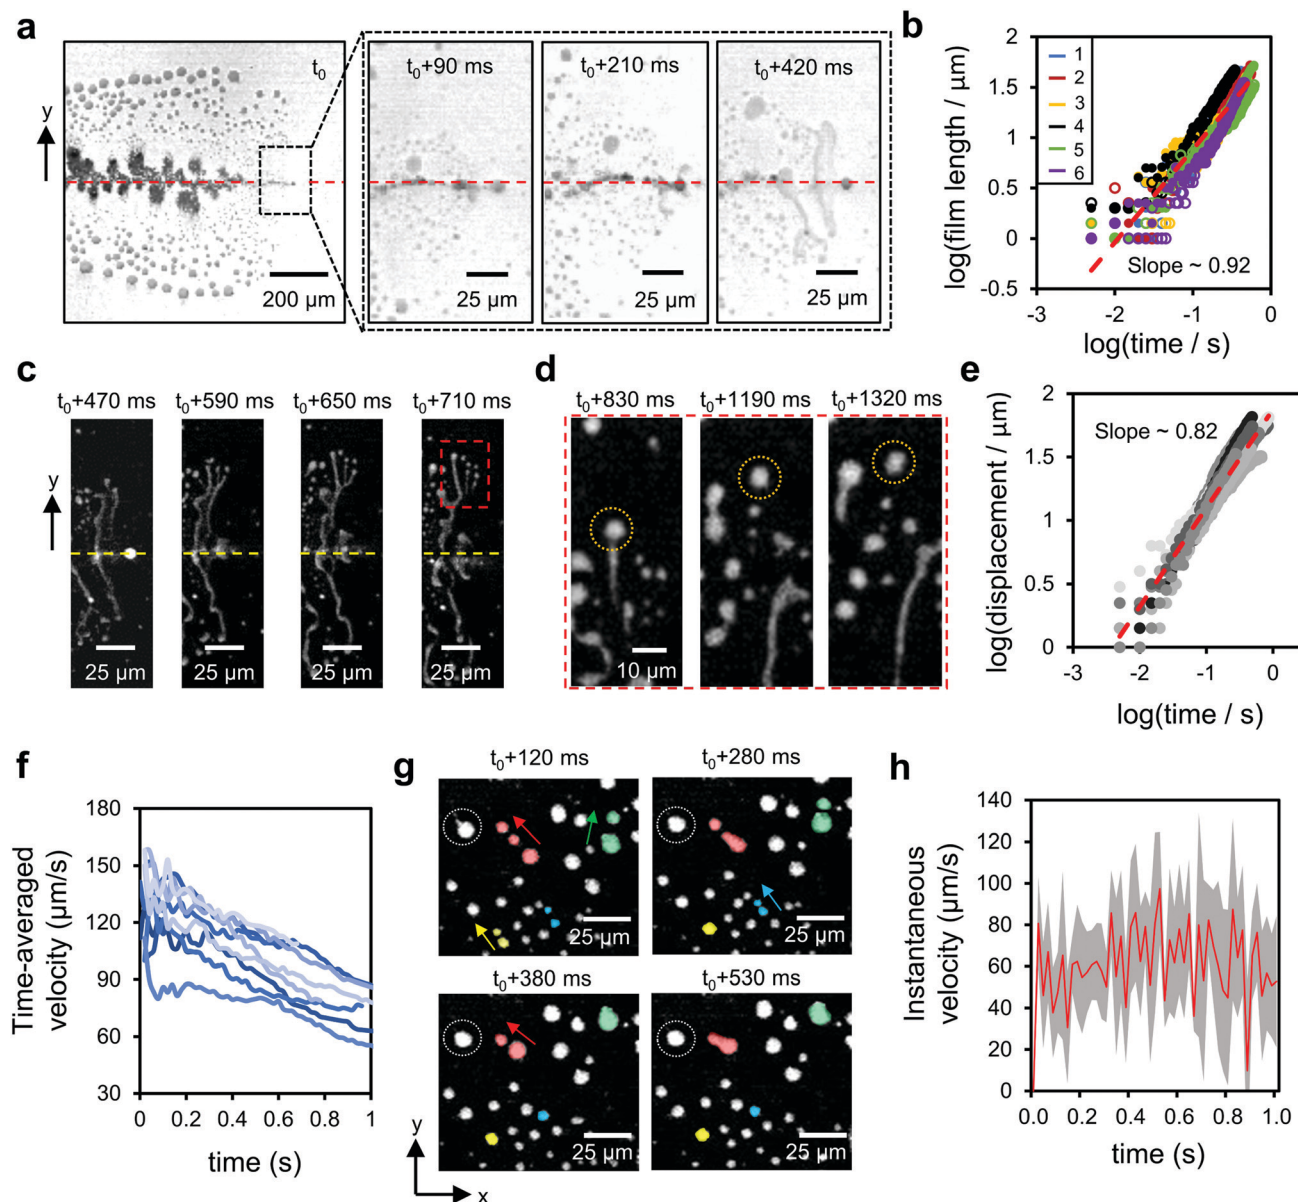 a
y
t0
200 µm
t0+90 ms
25 µm
t0+210 ms
25 µm
t0+420 ms
25 µm
b
log(film length / µm)
2
1.5
1
0.5
0
-0.5
1
2
3
4
5
6
Slope ~ 0.92
-3
-2
-1
0
log(time / s)
c
y
t0+470 ms
t0+590 ms
t0+650 ms
t0+710 ms
25 µm
25 µm
25 µm
25 µm
d
t0+830 ms
t0+1190 ms
t0+1320 ms
10 µm
e
log(displacement / µm)
2
1.5
1
0.5
0
Slope ~ 0.82
-3
-2
-1
0
log(time / s)
f
Time-averaged
velocity (µm/s)
180
150
120
90
60
30
0
0.2
0.4
0.6
0.8
1
time (s)
g
t0+120 ms
t0+280 ms
25 µm
25 µm
t0+380 ms
t0+530 ms
25 µm
25 µm
y
x
h
Instantaneous
velocity (µm/s)
140
120
100
80
60
40
20
0
0.0
0.2
0.4
0.6
0.8
1.0
time (s)